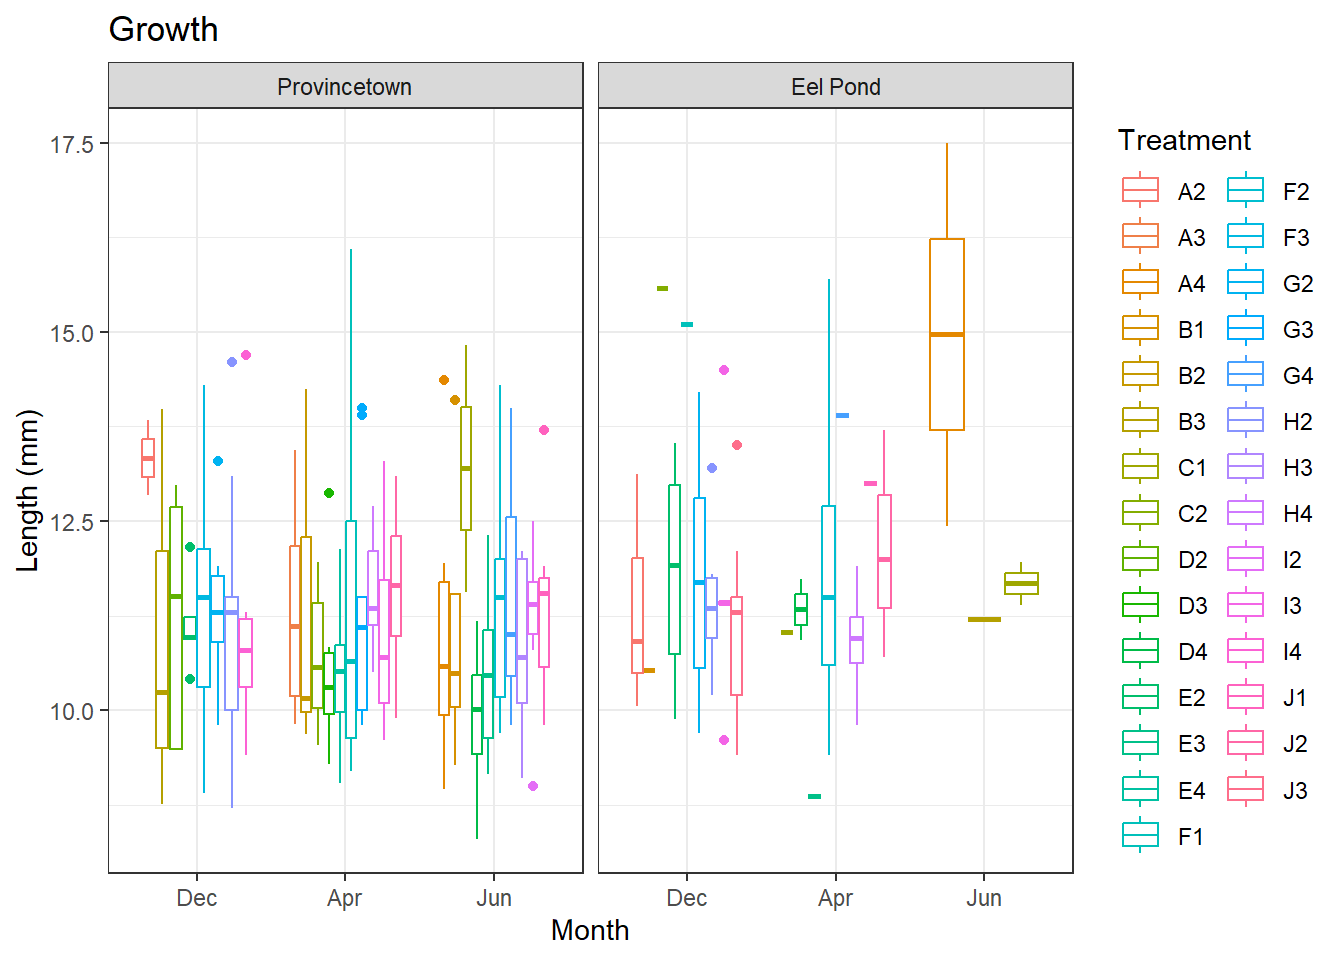 Growth
Provincetown
Eel Pond
17.5
15.0
12.5
10.0
Length (mm)
Dec
Apr
Jun
Dec
Apr
Jun
Month
Treatment
A2
A3
A4
B1
B2
B3
C1
C2
D2
D3
D4
E2
E3
E4
F1
F2
F3
G2
G3
G4
H2
H3
H4
I2
I3
I4
J1
J2
J3